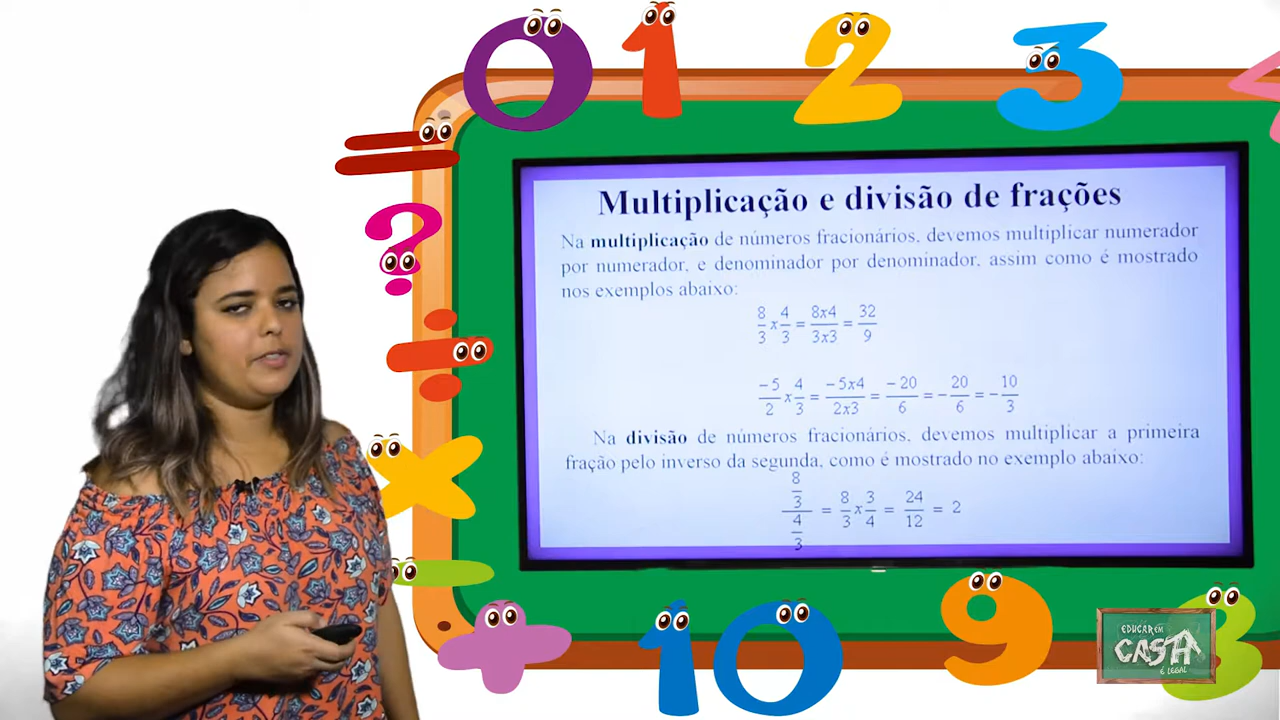 0 1 2 3
=
?
÷
×
-
+ 10 9 8
Multiplicação e divisão de frações
Na multiplicação de números fracionários, devemos multiplicar numerador
por numerador, e denominador por denominador, assim como é mostrado
nos exemplos abaixo:
8/3 x 4/3 = 8x4/3x3 = 32/9
-5/2 x 4/3 = -5x4/2x3 = -20/6 = -20/6 = -10/3
Na divisão de números fracionários, devemos multiplicar a primeira
fração pelo inverso da segunda, como é mostrado no exemplo abaixo:
8/3 / 4/3 = 8/3 x 3/4 = 24/12 = 2
EDUCAR EM
CASA
É LEGAL